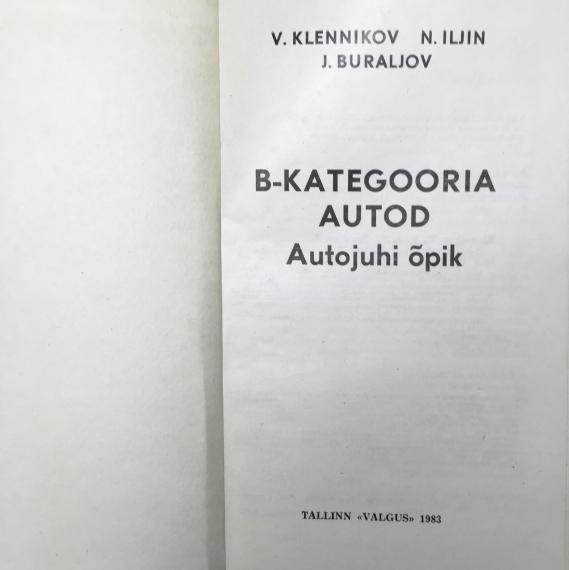 V. KLENNIKOV N. ILJIN
J. BURALJOV
B-KATEGOORIA
AUTOD
Autojuhi õpik
TALLINN «VALGUS» 1983